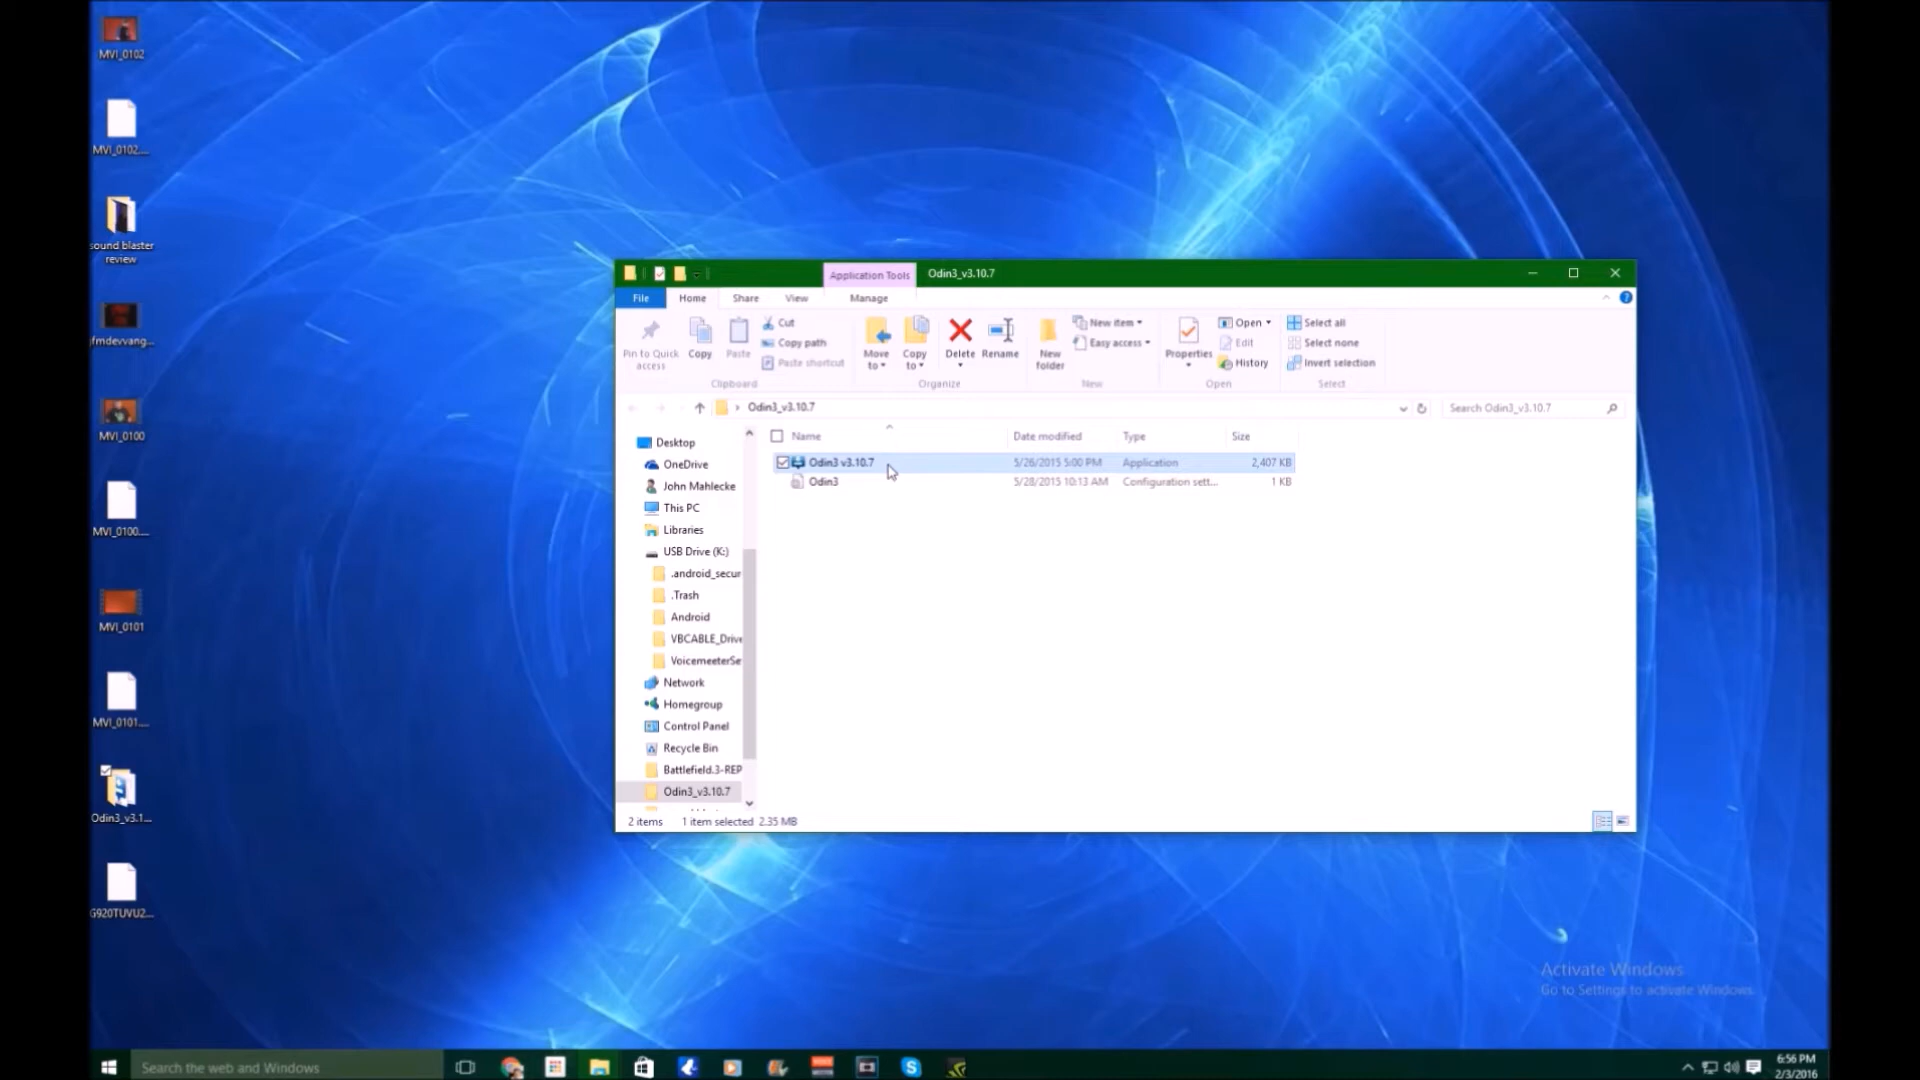 MVI_0102
MVI_0102....
sound blaster
review
jfmdevvang...
MVI_0100
MVI_0100....
MVI_0101
MVI_0101....
Odin3_v3.1...
G920TUVU2...
Application Tools
Odin3_v3.10.7
File
Home
Share
View
Manage
Pin to Quick
access
Copy
Paste
Cut
Copy path
Paste shortcut
Clipboard
Move
to
Copy
to
Delete
Rename
Organize
New
folder
New item
Easy access
New
Properties
Open
Edit
History
Open
Select all
Select none
Invert selection
Select
Odin3_v3.10.7
Search Odin3_v3.10.7
Desktop
OneDrive
John Mahlecke
This PC
Libraries
USB Drive (K:)
.android_secur
.Trash
Android
VBCABLE_Drive
VoicemeeterSe
Network
Homegroup
Control Panel
Recycle Bin
Battlefield.3-REP
Odin3_v3.10.7
Name
Date modified
Type
Size
Odin3 v3.10.7
5/26/2015 5:00 PM
Application
2,407 KB
Odin3
5/28/2015 10:13 AM
Configuration sett...
1 KB
2 items
1 item selected 2.35 MB
Activate Windows
Go to Settings to activate Windows.
Search the web and Windows
6:56 PM
2/3/2016